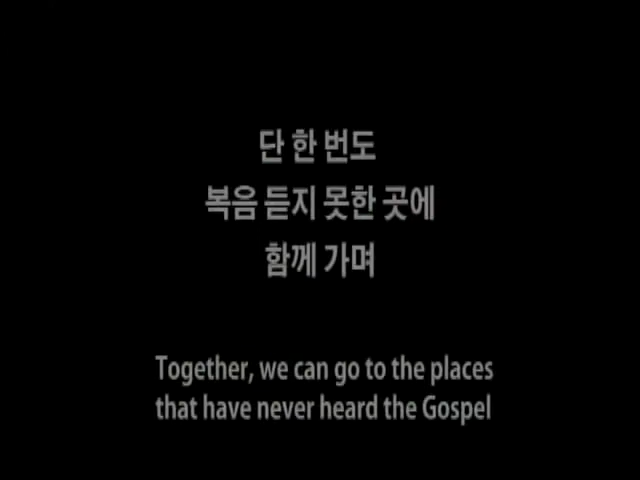 단 한 번도
복음 듣지 못한 곳에
함께 가며
Together, we can go to the places
that have never heard the Gospel